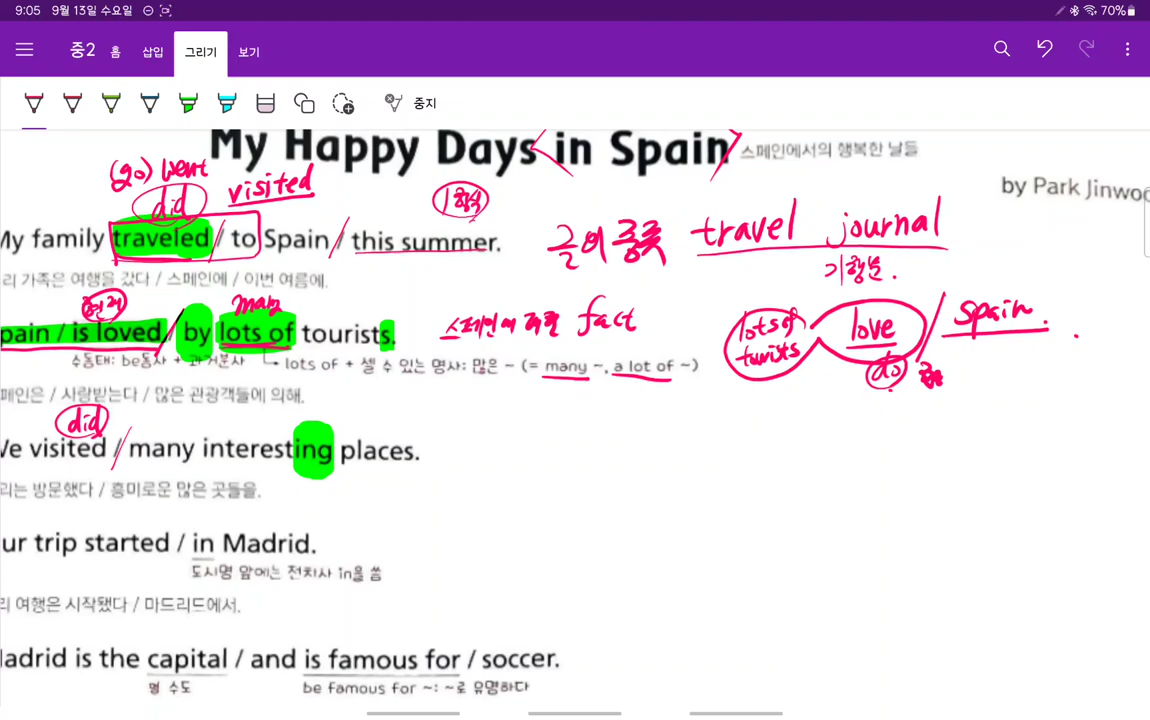 9:05 9월 13일 수요일 70%
중2 홈 삽입 그리기 보기
중지
My Happy Days in Spain 스페인에서의 행복한 날들
by Park Jinwoo
(go) went
did visited 1형식
My family traveled / to Spain / this summer. 글의 종류 travel journal
리 가족은 여행을 갔다 / 스페인에 / 이번 여름에. 기행문.
현재 many
pain / is loved / by lots of tourists. 스페인에 대한 fact lots of turists love / Spain.
수동태: be동사 + 과거분사 lots of + 셀 수 있는 명사: 많은 ~ (= many ~, a lot of ~) do
페인은 / 사랑받는다 / 많은 관광객들에 의해.
did
We visited / many interesting places.
리는 방문했다 / 흥미로운 많은 곳들을.
ur trip started / in Madrid.
도시명 앞에는 전치사 in을 씀
리 여행은 시작됐다 / 마드리드에서.
adrid is the capital / and is famous for / soccer.
명 수도 be famous for ~: ~로 유명하다